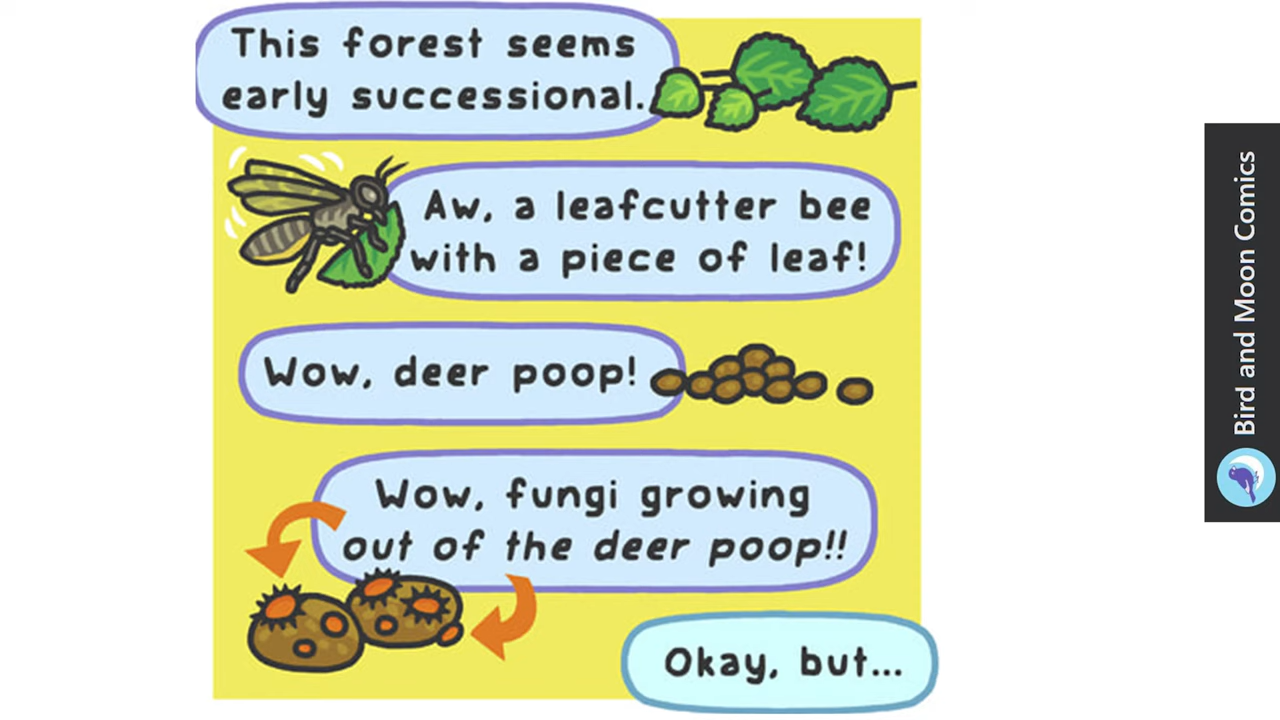 This forest seems
early successional.
Aw, a leafcutter bee
with a piece of leaf!
Wow, deer poop!
Wow, fungi growing
out of the deer poop!!
Okay, but...
Bird and Moon Comics